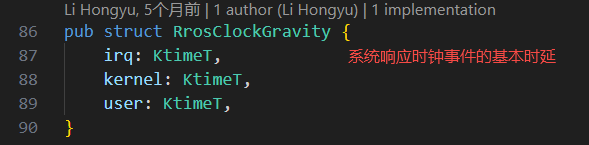 Li Hongyu, 5个月前 | 1 author (Li Hongyu) | 1 implementation
86 pub struct RrosClockGravity {
87 irq: KtimeT, 系统响应时钟事件的基本时延
88 kernel: KtimeT,
89 user: KtimeT,
90 }